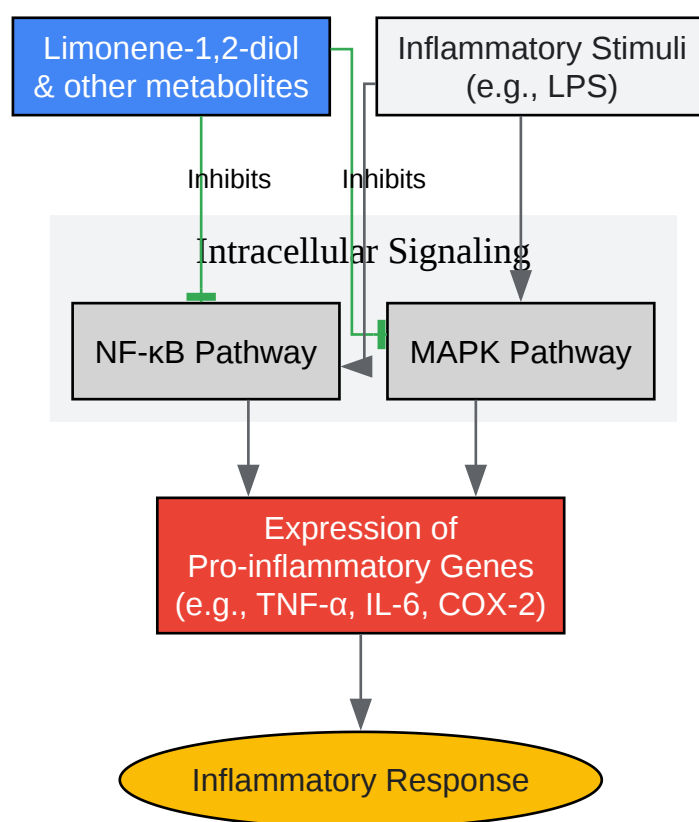 Limonene-1,2-diol
& other metabolites
Inflammatory Stimuli
(e.g., LPS)
Inhibits
Inhibits
Intracellular Signaling
NF-κB Pathway
MAPK Pathway
Expression of
Pro-inflammatory Genes
(e.g., TNF-α, IL-6, COX-2)
Inflammatory Response